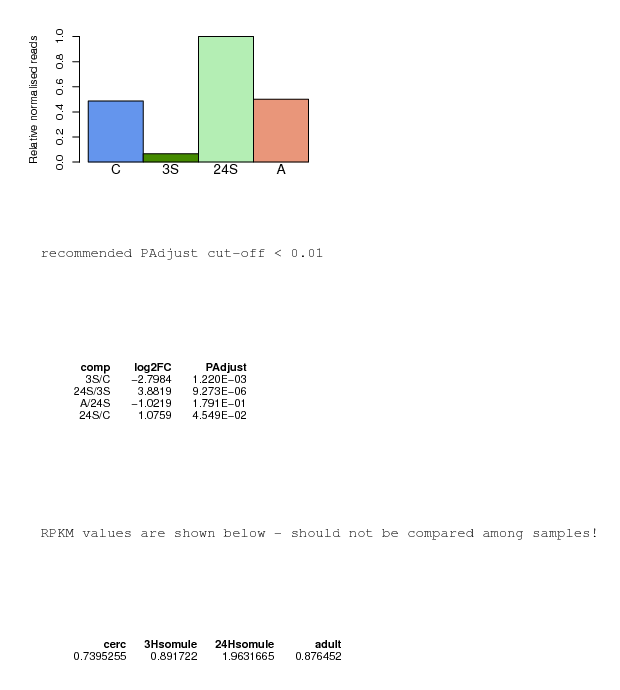 Relative normalised reads
1.0
0.8
0.6
0.4
0.2
0.0
C 3S 24S A
recommended PAdjust cut-off < 0.01
comp log2FC PAdjust
3S/C −2.7984 1.220E−03
24S/3S 3.8819 9.273E−06
A/24S −1.0219 1.791E−01
24S/C 1.0759 4.549E−02
RPKM values are shown below - should not be compared among samples!
cerc 3Hsomule 24Hsomule adult
0.7395255 0.891722 1.9631665 0.876452